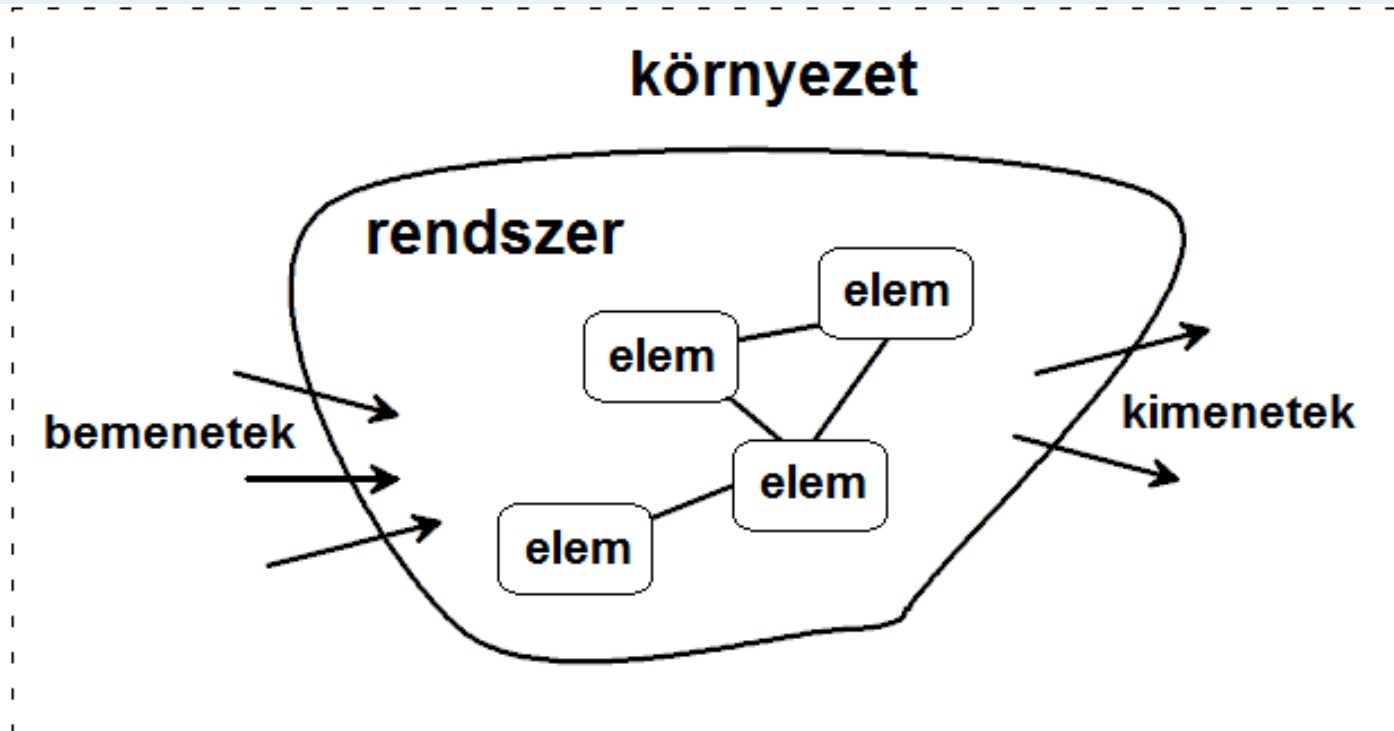 környezet
rendszer
elem
elem
bemenetek
kimenetek
elem
elem